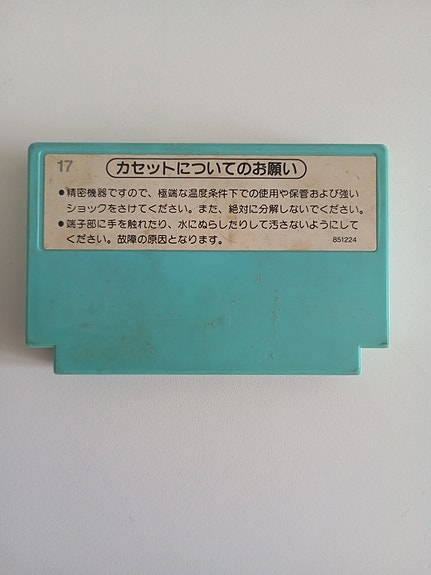 17 カセットについてのお願い
●精密機器ですので、極端な温度条件下での使用や保管および強い
ショックをさけてください。また、絶対に分解しないでください。
●端子部に手を触れたり、水にぬらしたりして汚さないようにして
ください。故障の原因となります。 851224